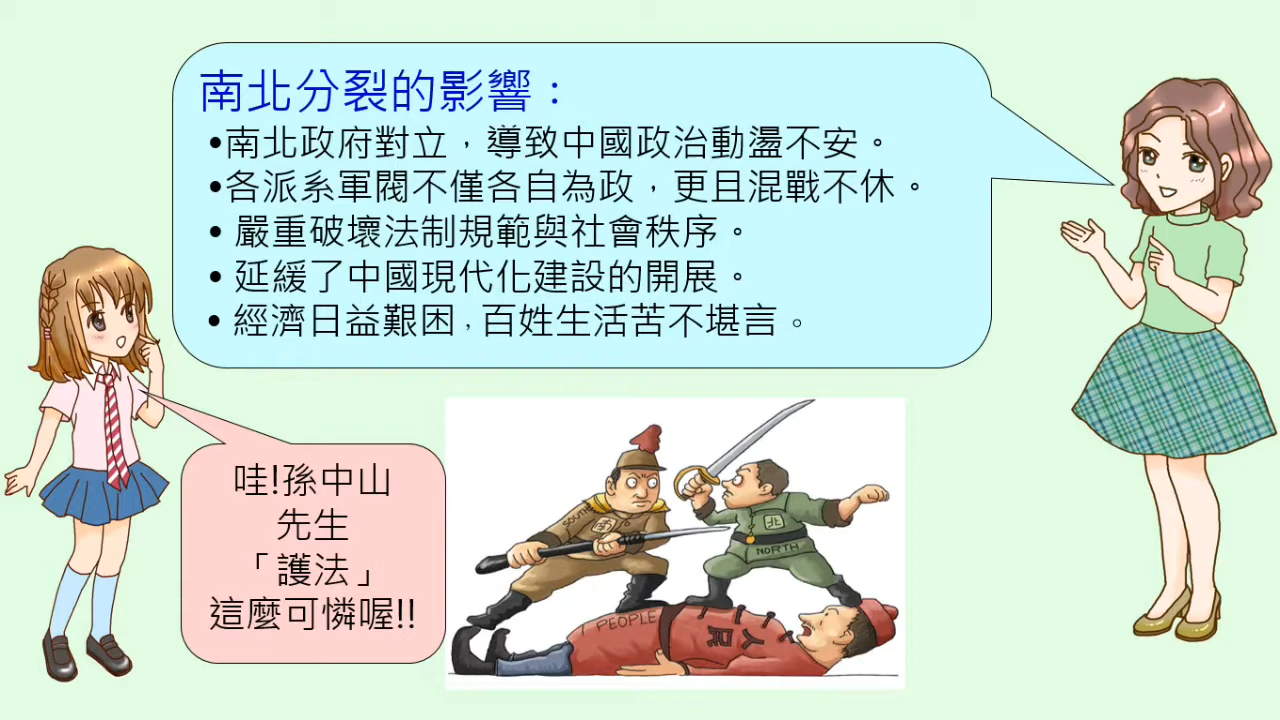 南北分裂的影響：
•南北政府對立，導致中國政治動盪不安。
•各派系軍閥不僅各自為政，更且混戰不休。
• 嚴重破壞法制規範與社會秩序。
• 延緩了中國現代化建設的開展。
• 經濟日益艱困，百姓生活苦不堪言。
哇!孫中山
先生
「護法」
這麼可憐喔!!
SOUTH
南
北
NORTH
PEOPLE
人民